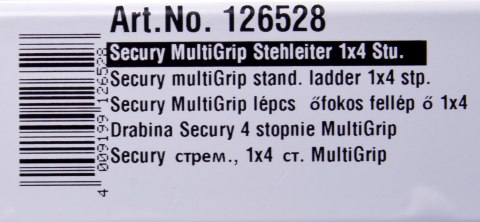 Art.No. 126528
Secury MultiGrip Stehleiter 1x4 Stu.
Secury multiGrip stand. ladder 1x4 stp.
Secury MultiGrip lépcs őfokos fellép ő 1x4
Drabina Secury 4 stopnie MultiGrip
Secury стрем., 1x4 ст. MultiGrip
4 009199 126528